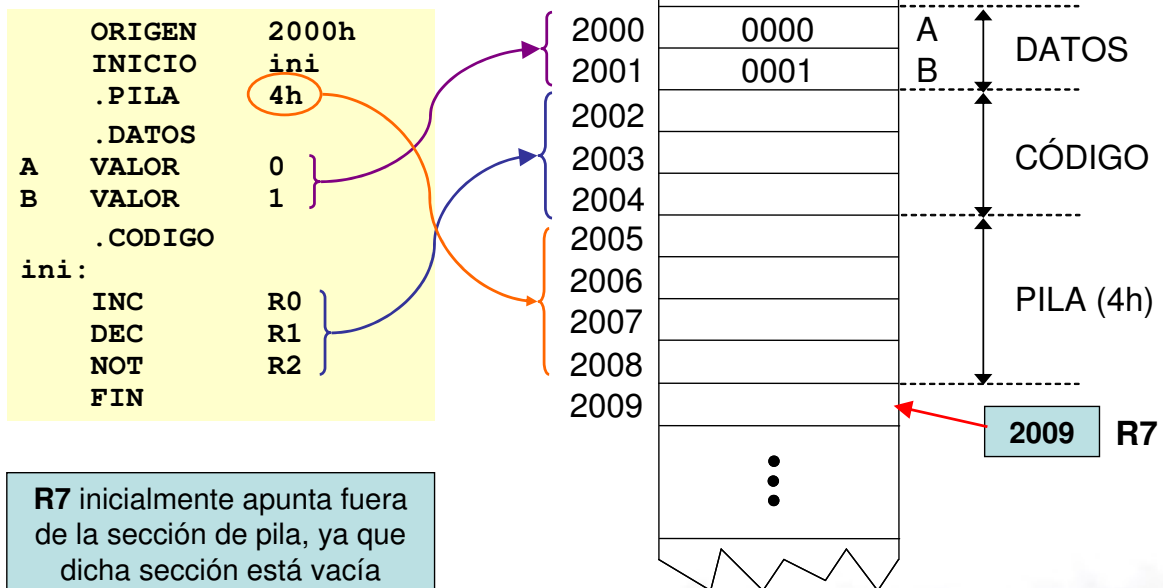 ORIGEN 2000h
INICIO ini
.PILA 4h
.DATOS
A VALOR 0
B VALOR 1
.CODIGO
ini:
INC R0
DEC R1
NOT R2
FIN
R7 inicialmente apunta fuera
de la sección de pila, ya que
dicha sección está vacía
2000 0000 A
2001 0001 B
2002
2003
2004
2005
2006
2007
2008
2009
DATOS
CÓDIGO
PILA (4h)
2009 R7